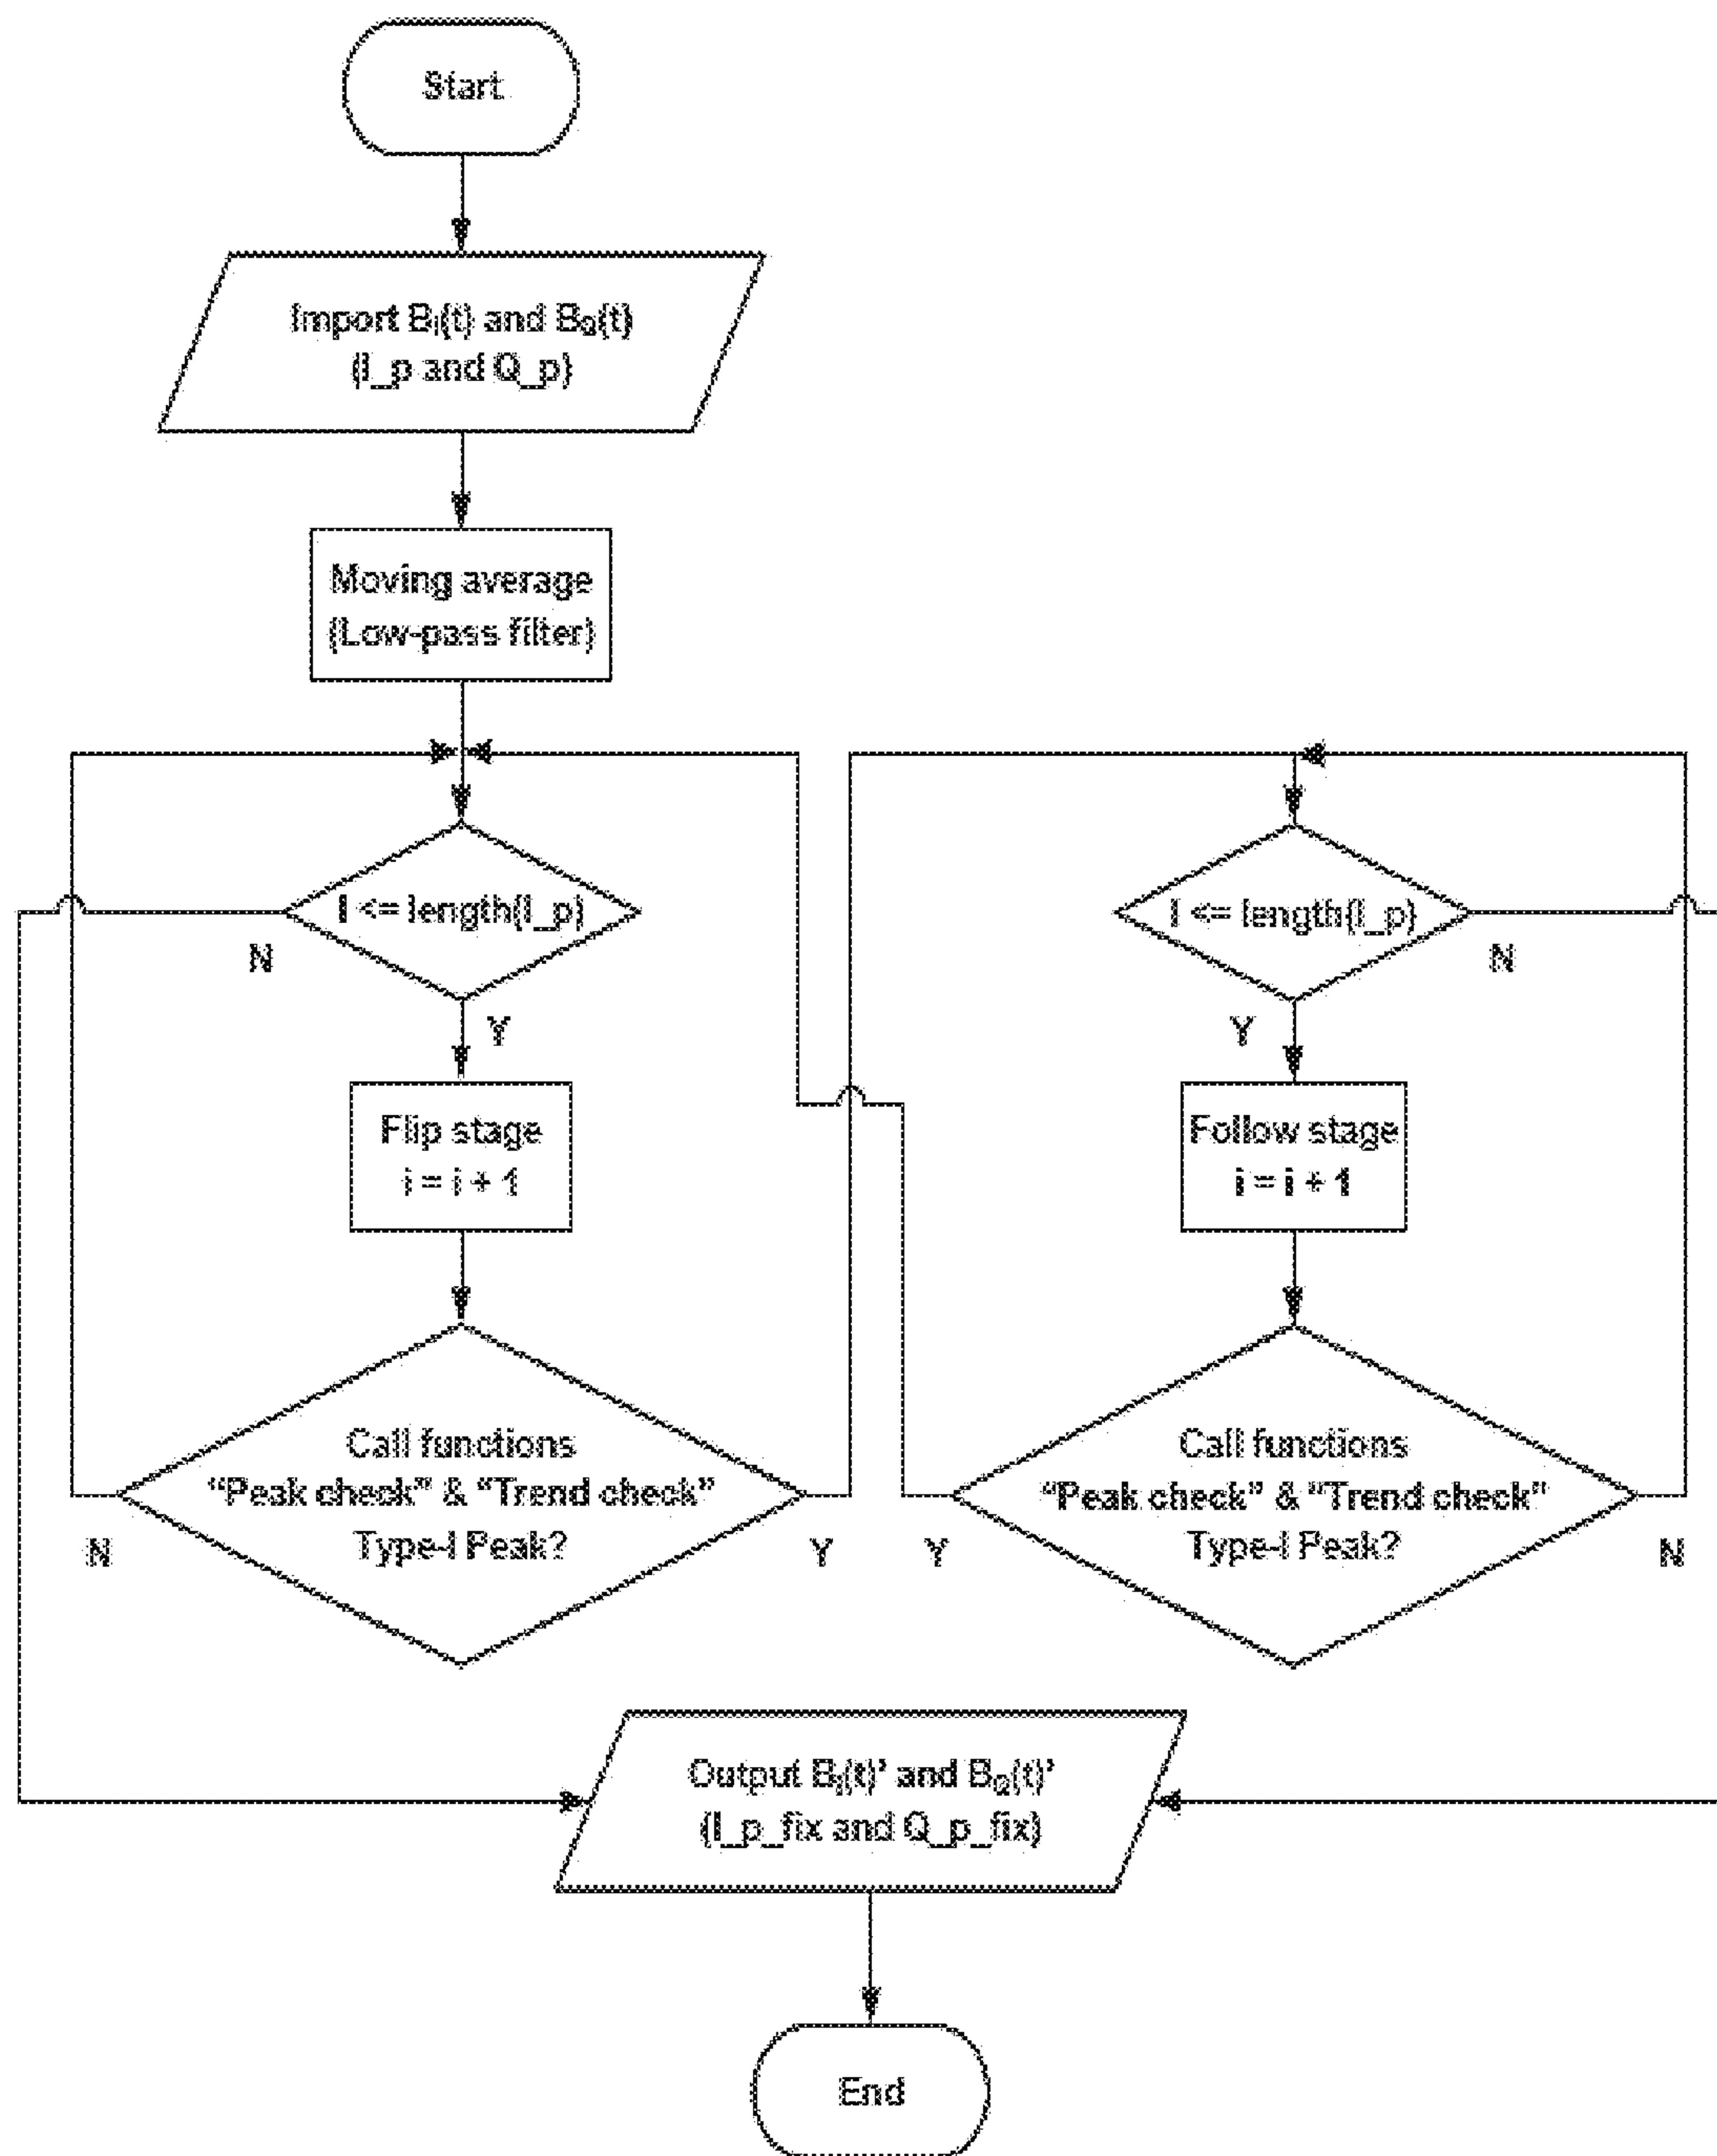 Start
Import B_I(t) and B_Q(t)
(I_p and Q_p)
Moving average
(Low-pass filter)
I <= length(I_p)
N
Y
Flip stage
i = i + 1
Call functions
“Peak check” & “Trend check”
Type-I Peak?
N
Y
I <= length(I_p)
N
Y
Follow stage
i = i + 1
Call functions
“Peak check” & “Trend check”
Type-I Peak?
Y
N
Output B_I(t)’ and B_Q(t)’
(I_p_fix and Q_p_fix)
End